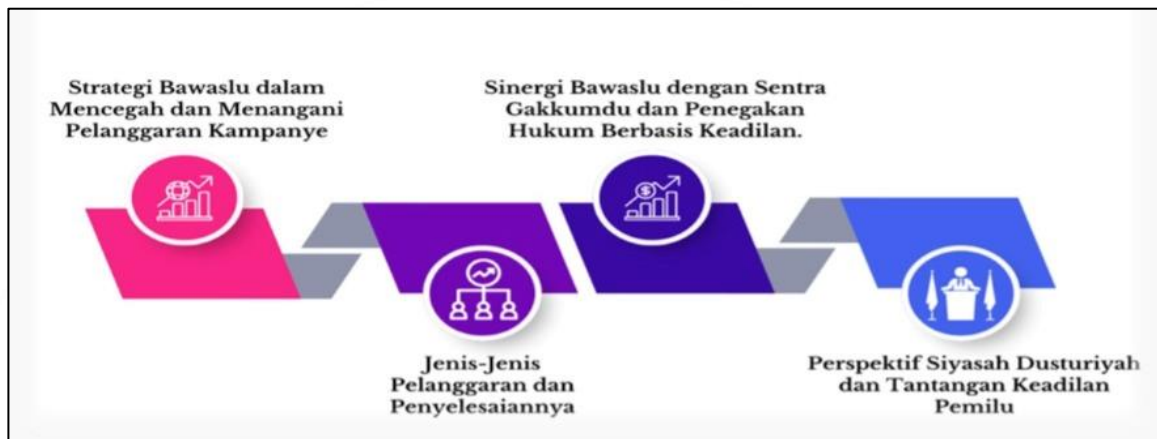 Strategi Bawaslu dalam
Mencegah dan Menangani
Pelanggaran Kampanye
Jenis-Jenis
Pelanggaran dan
Penyelesaiannya
Sinergi Bawaslu dengan Sentra
Gakkumdu dan Penegakan
Hukum Berbasis Keadilan.
Perspektif Siyasah Dusturiyah
dan Tantangan Keadilan
Pemilu